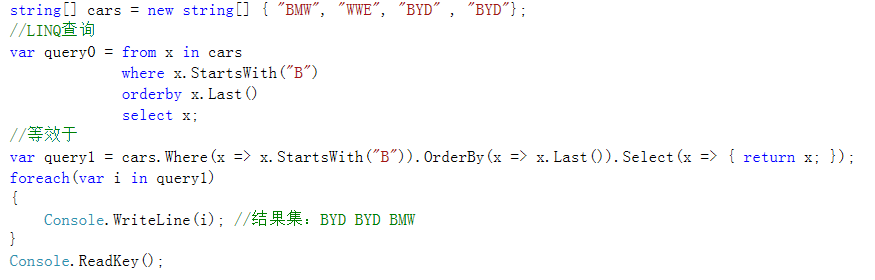 string[] cars = new string[] { "BMW", "WWE", "BYD" , "BYD"};
//LINQ查询
var query0 = from x in cars
where x.StartsWith("B")
orderby x.Last()
select x;
//等效于
var query1 = cars.Where(x => x.StartsWith("B")).OrderBy(x => x.Last()).Select(x => { return x; });
foreach(var i in query1)
{
Console.WriteLine(i); //结果集：BYD BYD BMW
}
Console.ReadKey();